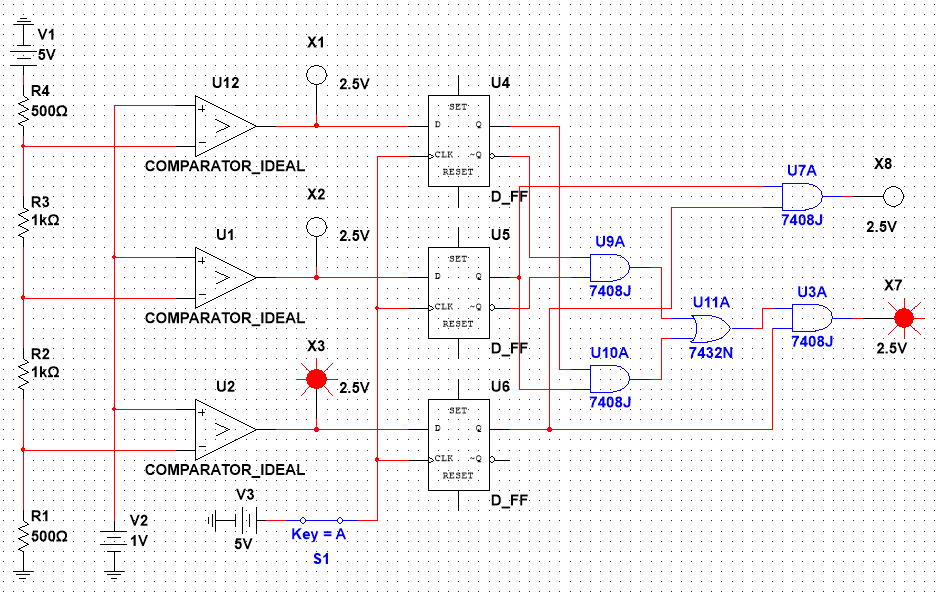 V1
5V
R4
500Ω
R3
1kΩ
R2
1kΩ
R1
500Ω
V2
1V
U12
+
−
>
COMPARATOR_IDEAL
X1
2.5V
U1
+
−
>
COMPARATOR_IDEAL
X2
2.5V
U2
+
−
>
COMPARATOR_IDEAL
X3
2.5V
V3
5V
Key = A
S1
U4
SET
D Q
CLK ~Q
RESET
D_FF
U5
SET
D Q
CLK ~Q
RESET
D_FF
U6
SET
D Q
CLK ~Q
RESET
D_FF
U9A
7408J
U10A
7408J
U11A
7432N
U7A
7408J
X8
2.5V
U3A
7408J
X7
2.5V